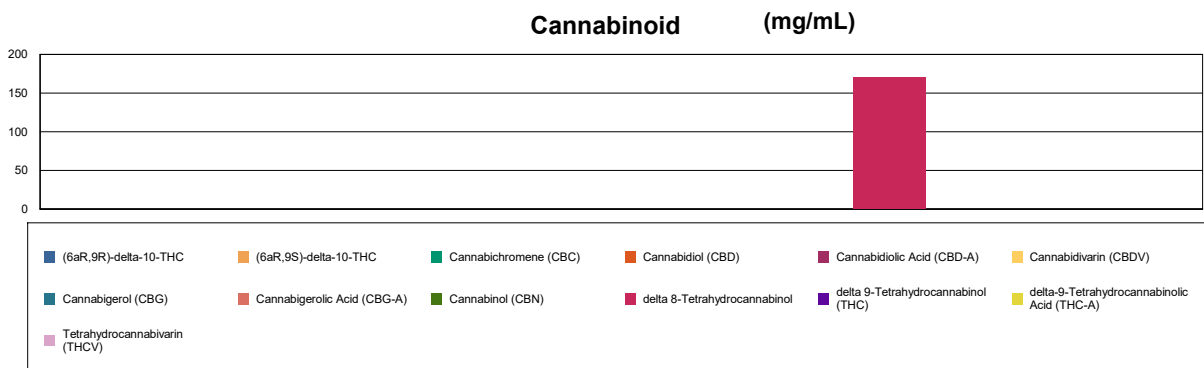 Cannabinoid (mg/mL)
200
150
100
50
0
(6aR,9R)-delta-10-THC
(6aR,9S)-delta-10-THC
Cannabichromene (CBC)
Cannabidiol (CBD)
Cannabidiolic Acid (CBD-A)
Cannabidivarin (CBDV)
Cannabigerol (CBG)
Cannabigerolic Acid (CBG-A)
Cannabinol (CBN)
delta 8-Tetrahydrocannabinol
delta 9-Tetrahydrocannabinol
(THC)
delta-9-Tetrahydrocannabinolic
Acid (THC-A)
Tetrahydrocannabivarin
(THCV)